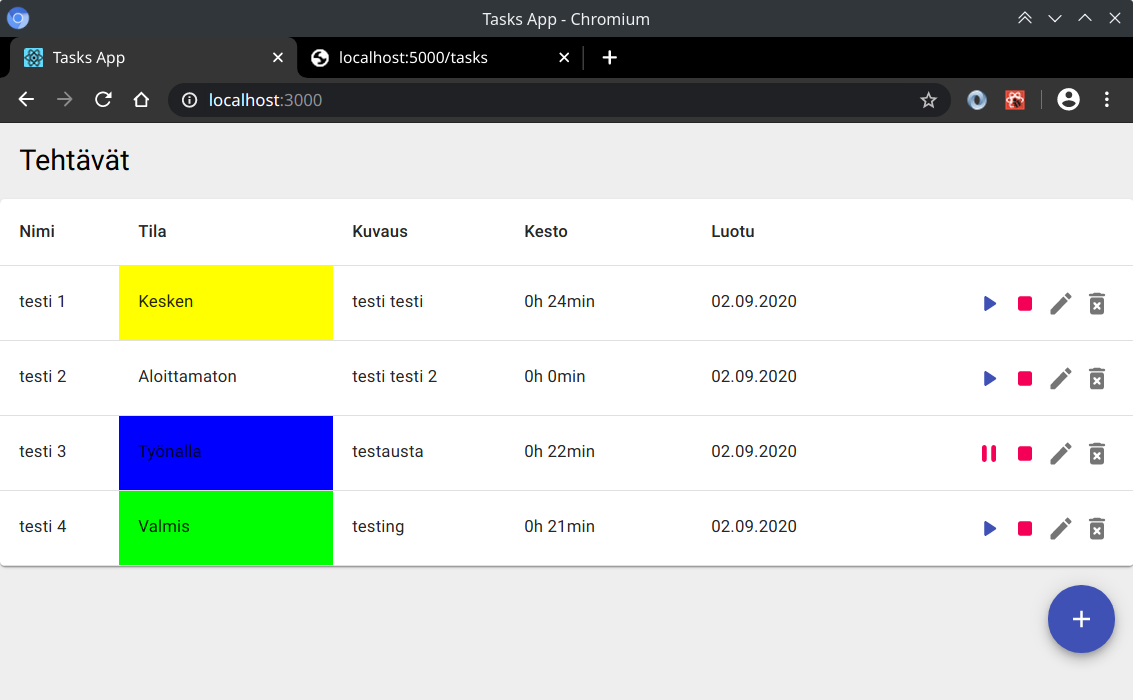 Tasks App - Chromium
Tasks App
localhost:5000/tasks
localhost:3000
Tehtävät
Nimi Tila Kuvaus Kesto Luotu
testi 1 Kesken testi testi 0h 24min 02.09.2020
testi 2 Aloittamaton testi testi 2 0h 0min 02.09.2020
testi 3 Työnalla testausta 0h 22min 02.09.2020
testi 4 Valmis testing 0h 21min 02.09.2020